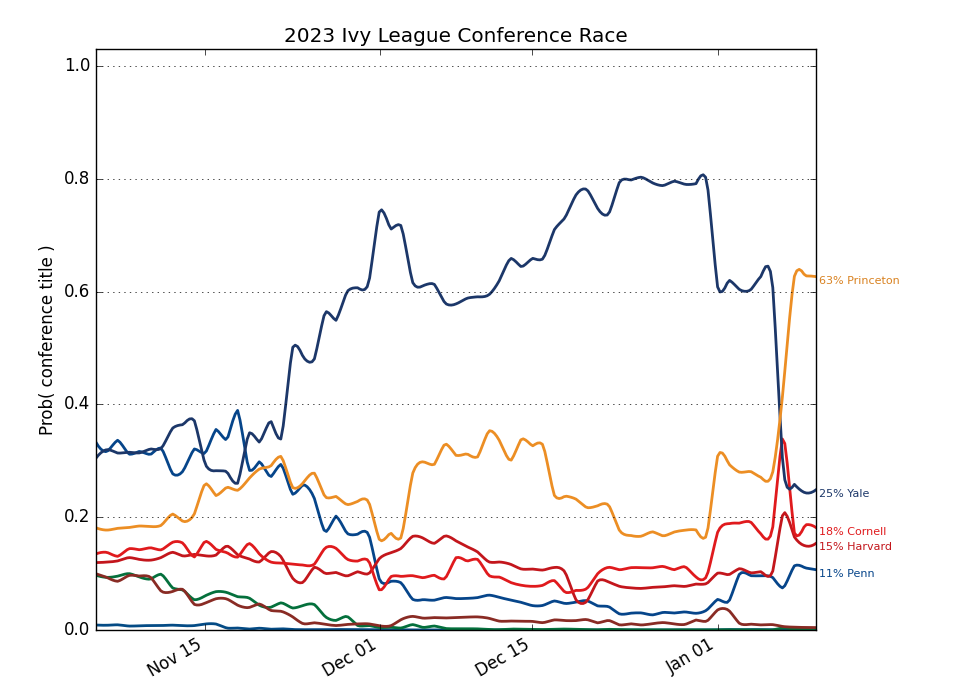 2023 Ivy League Conference Race
Prob( conference title )
1.0
0.8
0.6
0.4
0.2
0.0
Nov 15
Dec 01
Dec 15
Jan 01
63% Princeton
25% Yale
18% Cornell
15% Harvard
11% Penn